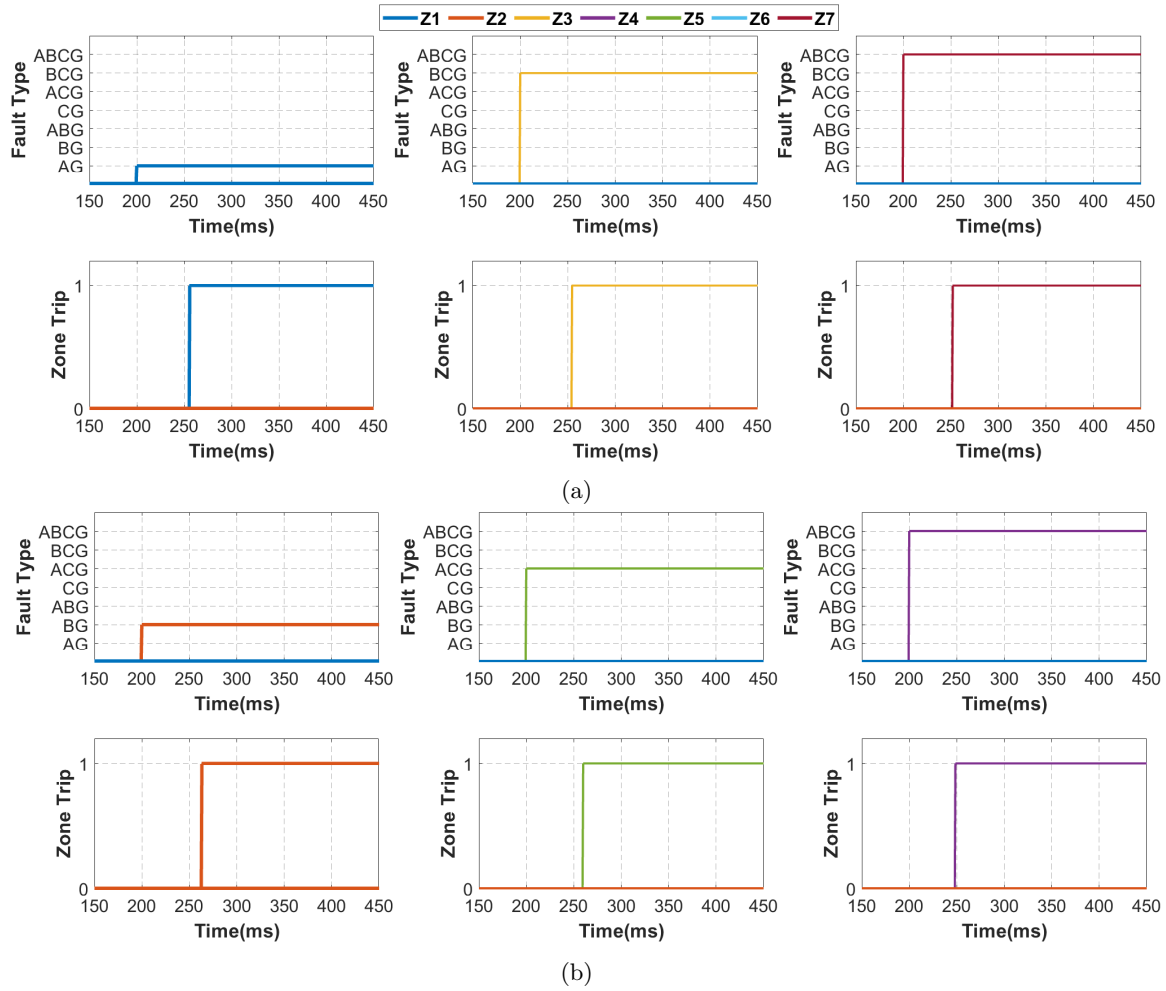 Z1 Z2 Z3 Z4 Z5 Z6 Z7
Fault Type
ABCG
BCG
ACG
CG
ABG
BG
AG
150 200 250 300 350 400 450
Time(ms)
Fault Type
ABCG
BCG
ACG
CG
ABG
BG
AG
150 200 250 300 350 400 450
Time(ms)
Fault Type
ABCG
BCG
ACG
CG
ABG
BG
AG
150 200 250 300 350 400 450
Time(ms)
Zone Trip
1
0
150 200 250 300 350 400 450
Time(ms)
Zone Trip
1
0
150 200 250 300 350 400 450
Time(ms)
Zone Trip
1
0
150 200 250 300 350 400 450
Time(ms)
(a)
Fault Type
ABCG
BCG
ACG
CG
ABG
BG
AG
150 200 250 300 350 400 450
Time(ms)
Fault Type
ABCG
BCG
ACG
CG
ABG
BG
AG
150 200 250 300 350 400 450
Time(ms)
Fault Type
ABCG
BCG
ACG
CG
ABG
BG
AG
150 200 250 300 350 400 450
Time(ms)
Zone Trip
1
0
150 200 250 300 350 400 450
Time(ms)
Zone Trip
1
0
150 200 250 300 350 400 450
Time(ms)
Zone Trip
1
0
150 200 250 300 350 400 450
Time(ms)
(b)